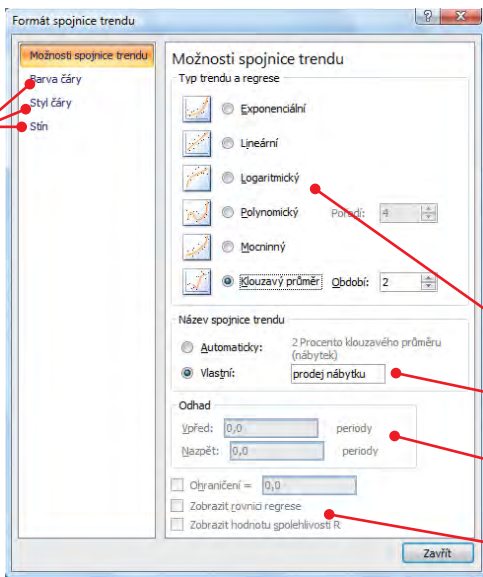 Formát spojnice trendu
Možnosti spojnice trendu
Barva čáry
Styl čáry
Stín
Možnosti spojnice trendu
Typ trendu a regrese
Exponenciální
Lineární
Logaritmický
Polynomický Pořadí: 4
Mocninný
Klouzavý průměr Období: 2
Název spojnice trendu
Automaticky: 2 Procento klouzavého průměru
(nábytek)
Vlastní: prodej nábytku
Odhad
Vpřed: 0,0 periody
Nazpět: 0,0 periody
Ohraničení = 0,0
Zobrazit rovnici regrese
Zobrazit hodnotu spolehlivosti R
Zavřít